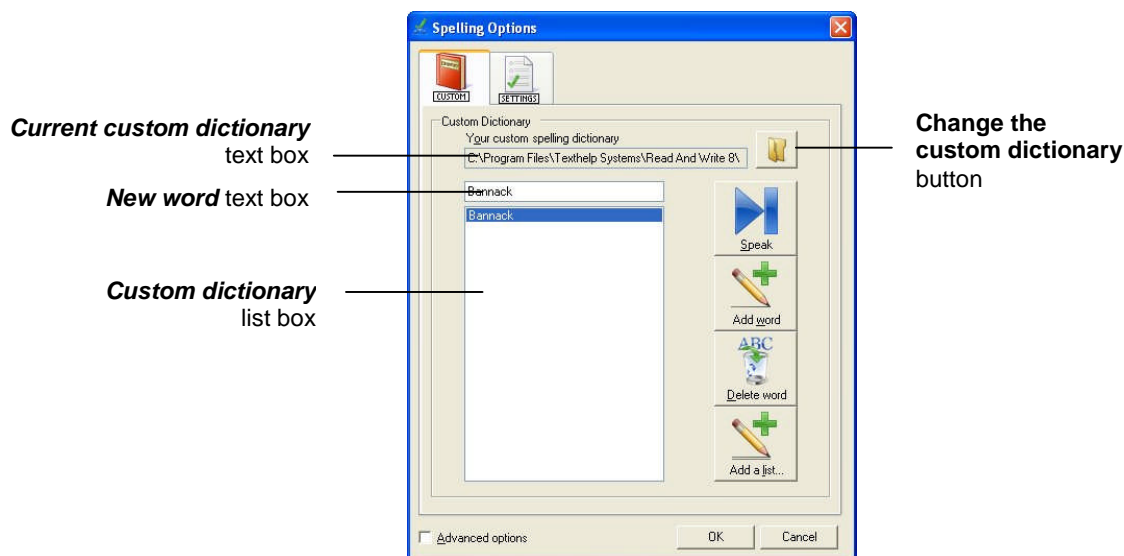 Spelling Options
CUSTOM
SETTINGS
Custom Dictionary
Your custom spelling dictionary
C:\Program Files\Texthelp Systems\Read And Write 8\
Bannack
Bannack
Speak
Add word
ABC
Delete word
Add a list...
Advanced options
OK
Cancel
Current custom dictionary
text box
New word text box
Custom dictionary
list box
Change the
custom dictionary
button